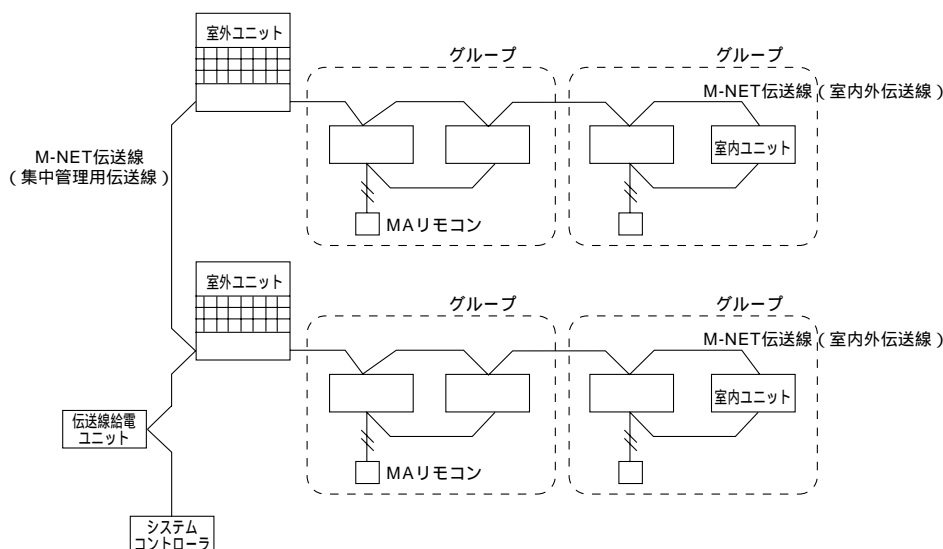 室外ユニット
グループ
グループ
M-NET伝送線(室内外伝送線)
室内ユニット
M-NET伝送線
(集中管理用伝送線)
MAリモコン
室外ユニット
グループ
グループ
M-NET伝送線(室内外伝送線)
室内ユニット
伝送線給電
ユニット
MAリモコン
システム
コントローラ